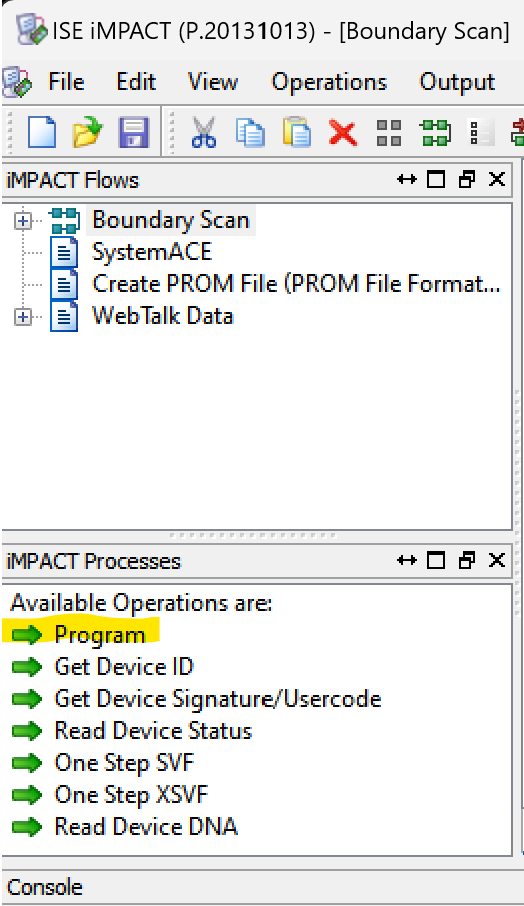 ISE iMPACT (P.20131013) - [Boundary Scan]
File Edit View Operations Output
iMPACT Flows
Boundary Scan
SystemACE
Create PROM File (PROM File Format...
WebTalk Data
iMPACT Processes
Available Operations are:
Program
Get Device ID
Get Device Signature/Usercode
Read Device Status
One Step SVF
One Step XSVF
Read Device DNA
Console